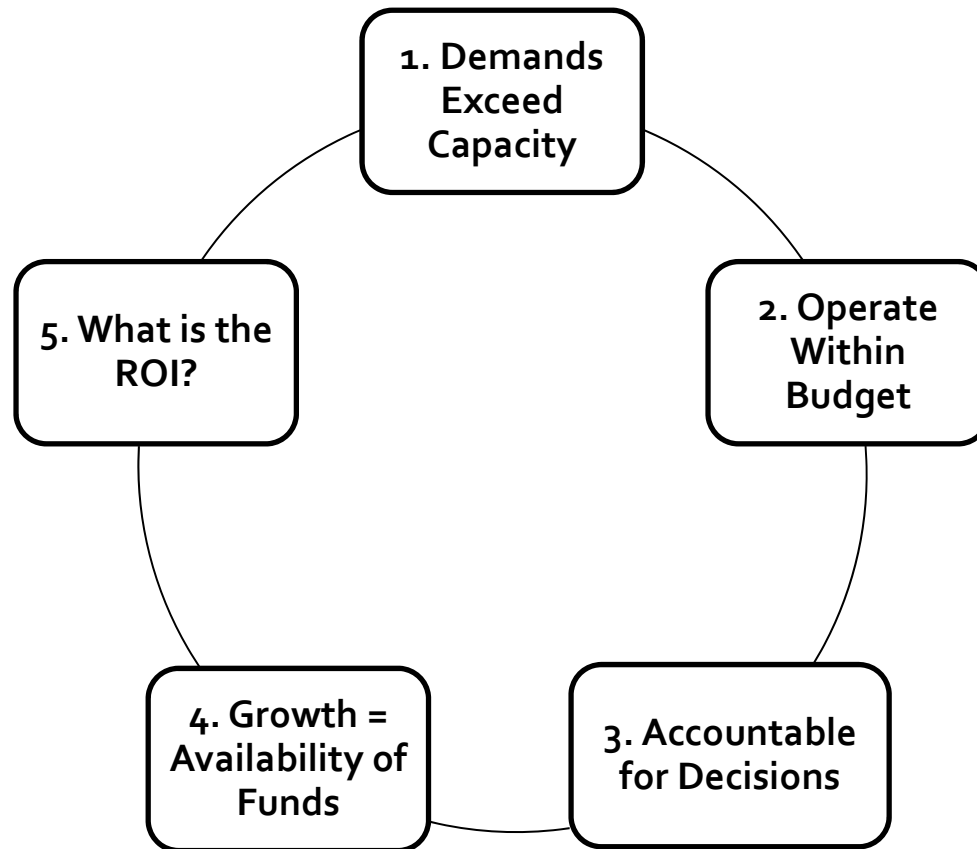 1. Demands
Exceed
Capacity
2. Operate
Within
Budget
3. Accountable
for Decisions
4. Growth =
Availability of
Funds
5. What is the
ROI?